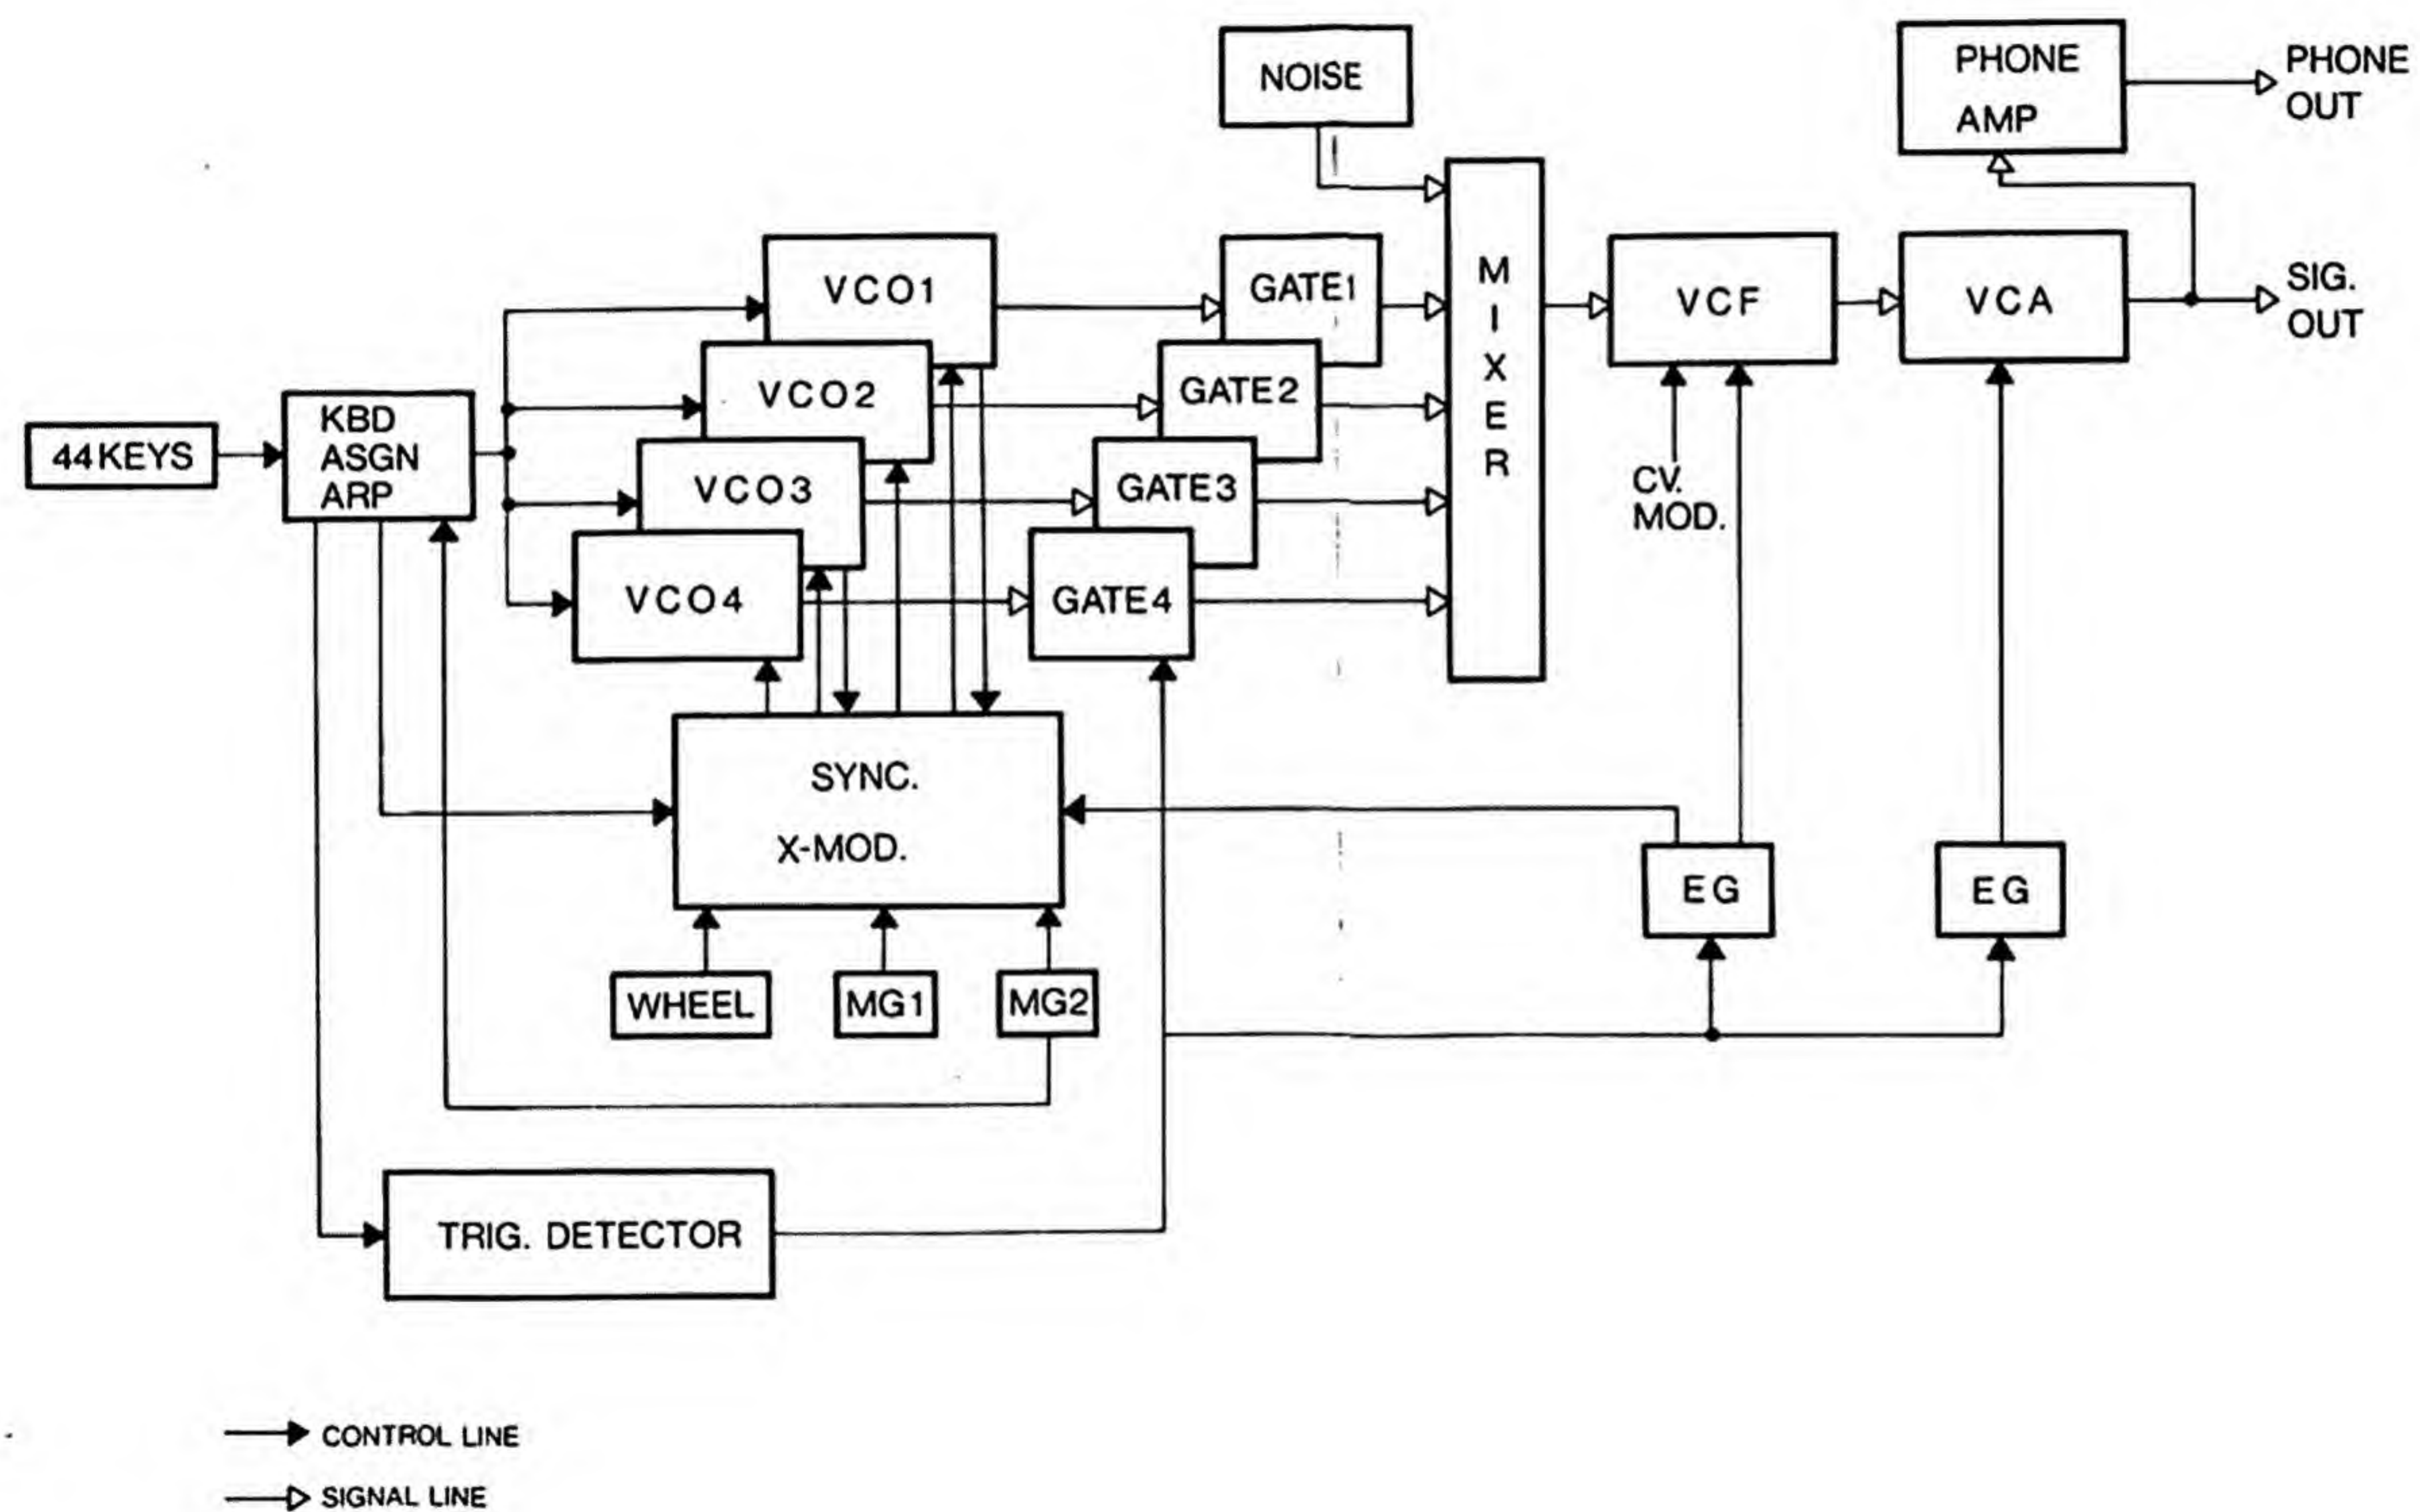 NOISE
PHONE
AMP
PHONE
OUT
VCO1
GATE1
MIXER
VCF
VCA
SIG.
OUT
VCO2
GATE2
44KEYS
KBD
ASGN
ARP
VCO3
GATE3
CV.
MOD.
VCO4
GATE4
SYNC.
X-MOD.
EG
EG
WHEEL
MG1
MG2
TRIG. DETECTOR
CONTROL LINE
SIGNAL LINE